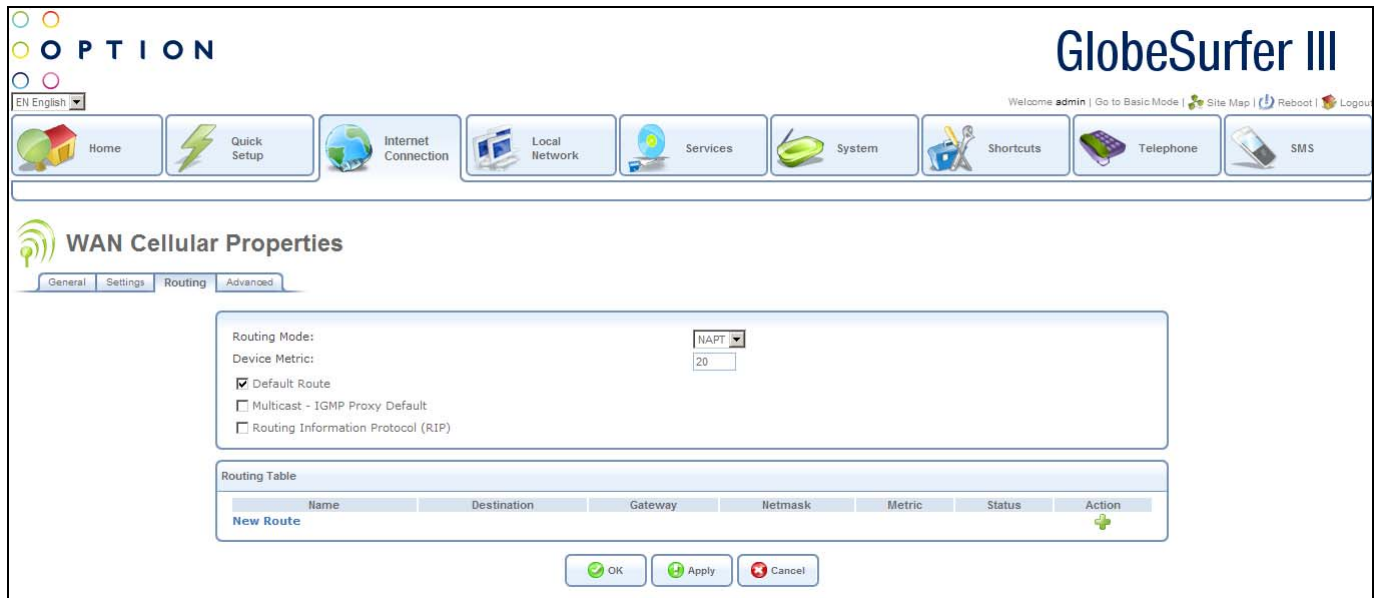 OPTION
GlobeSurfer III
EN English
Welcome admin | Go to Basic Mode | Site Map | Reboot | Logout
Home
Quick Setup
Internet Connection
Local Network
Services
System
Shortcuts
Telephone
SMS
WAN Cellular Properties
General Settings Routing Advanced
Routing Mode: NAPT
Device Metric: 20
Default Route
Multicast - IGMP Proxy Default
Routing Information Protocol (RIP)
Routing Table
Name Destination Gateway Netmask Metric Status Action
New Route
OK Apply Cancel